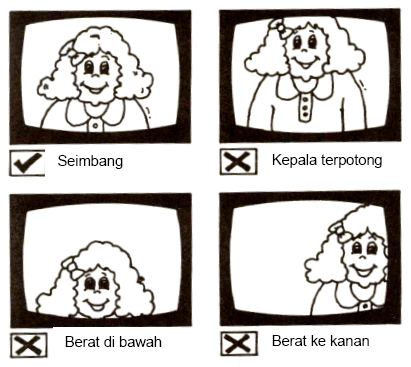 Seimbang
Kepala terpotong
Berat di bawah
Berat ke kanan